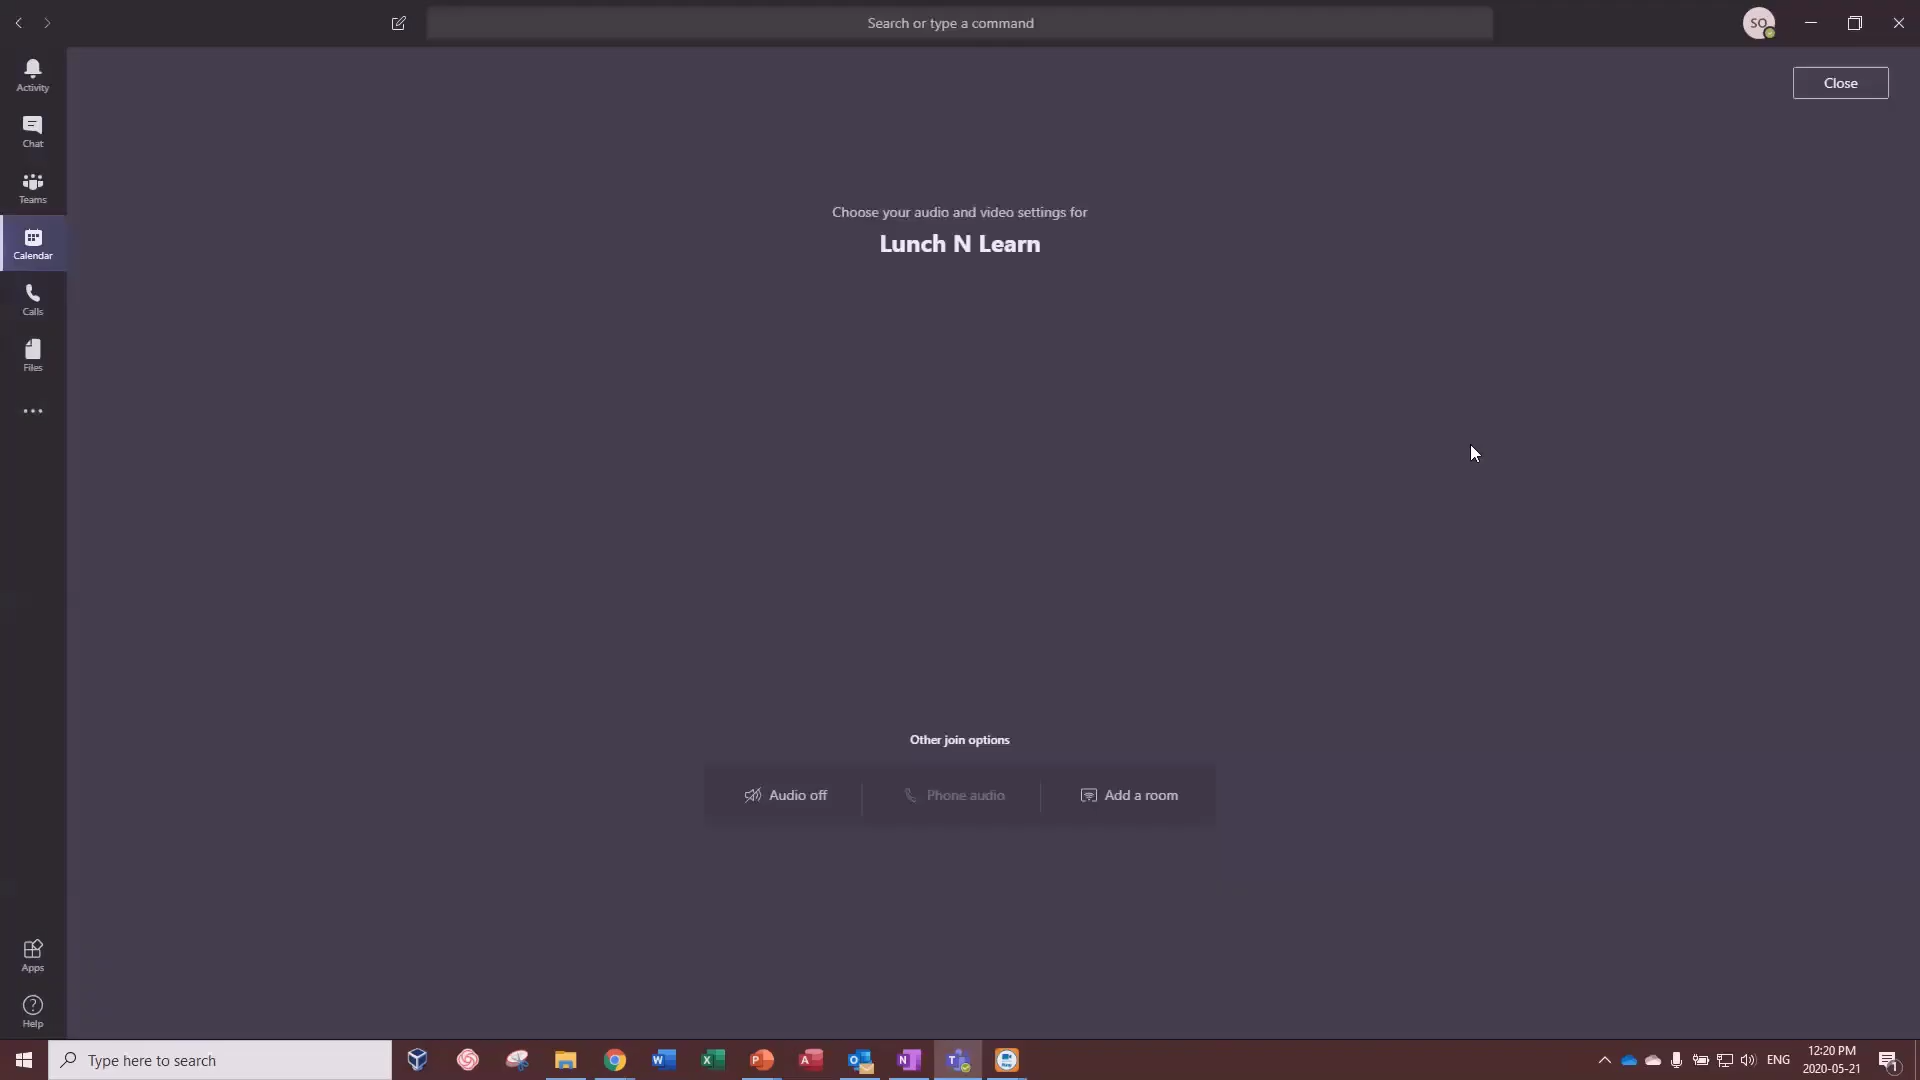 Search or type a command
SO
Activity
Chat
Teams
Calendar
Calls
Files
Close
Choose your audio and video settings for
Lunch N Learn
Other join options
Audio off
Phone audio
Add a room
Apps
Help
Type here to search
ENG
12:20 PM
2020-05-21
1